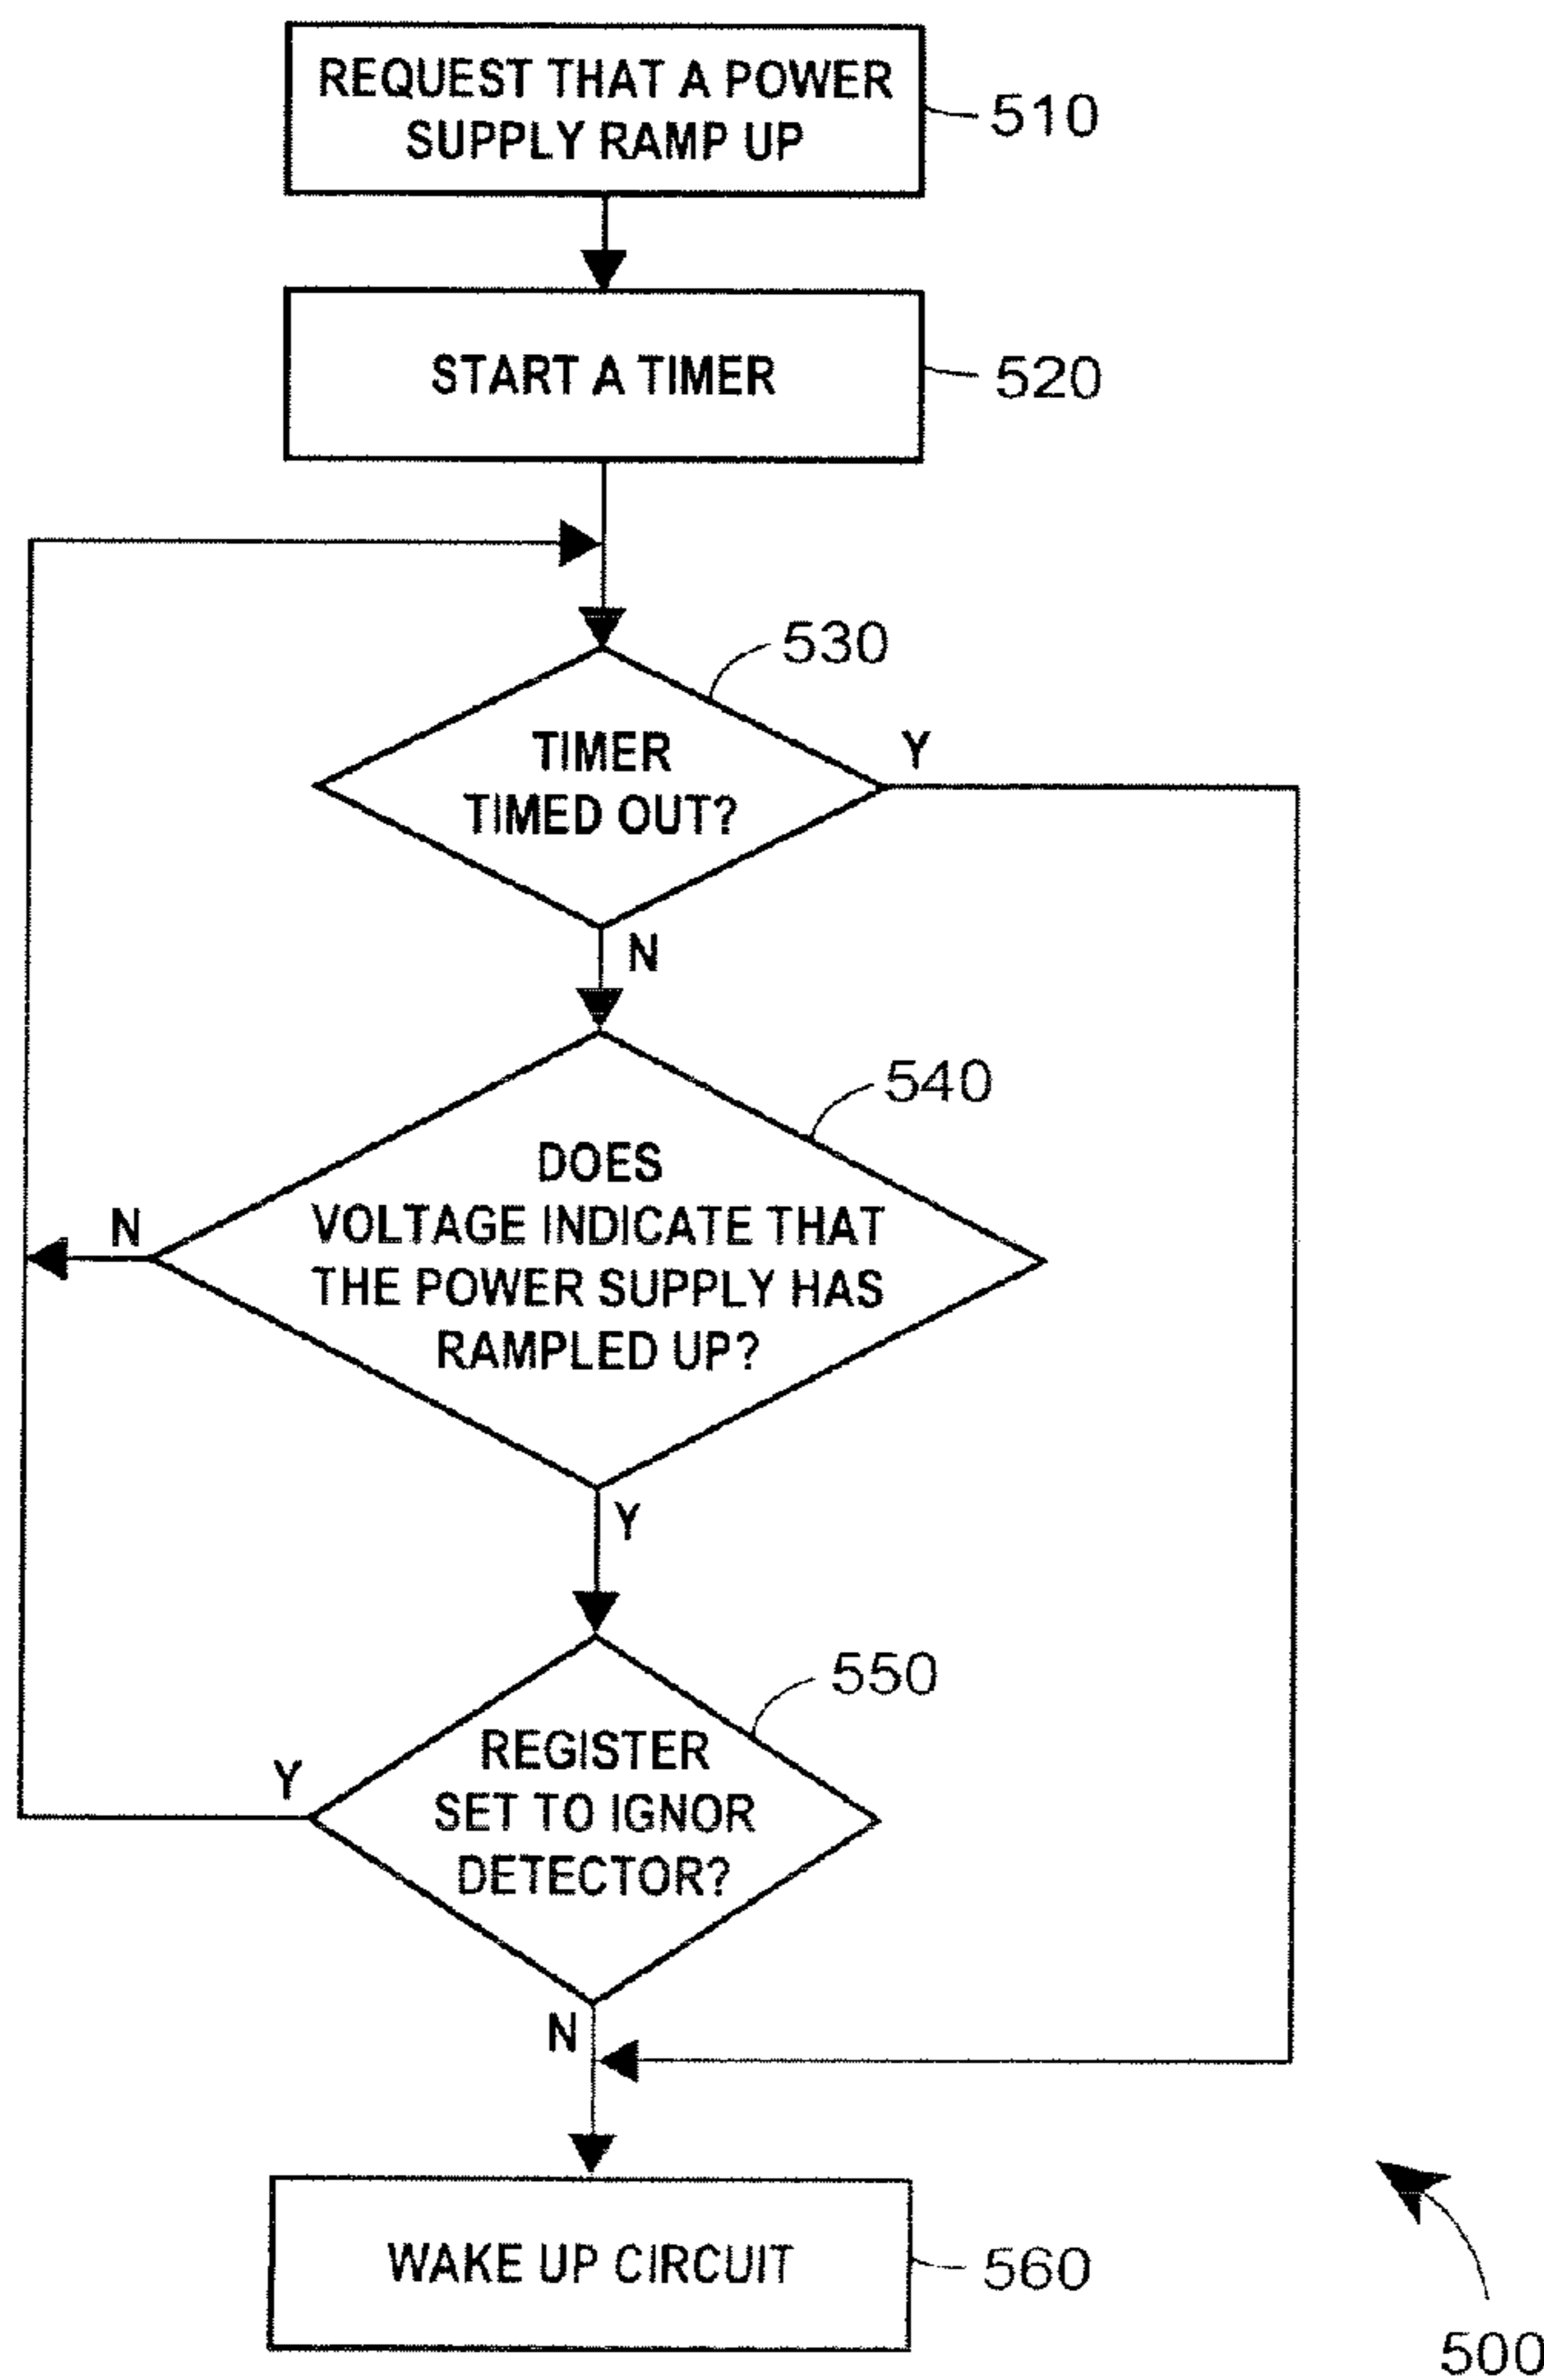 REQUEST THAT A POWER
SUPPLY RAMP UP
510
START A TIMER
520
530
TIMER
TIMED OUT?
Y
N
540
DOES
VOLTAGE INDICATE THAT
THE POWER SUPPLY HAS
RAMPLED UP?
N
Y
550
REGISTER
SET TO IGNOR
DETECTOR?
Y
N
WAKE UP CIRCUIT
560
500